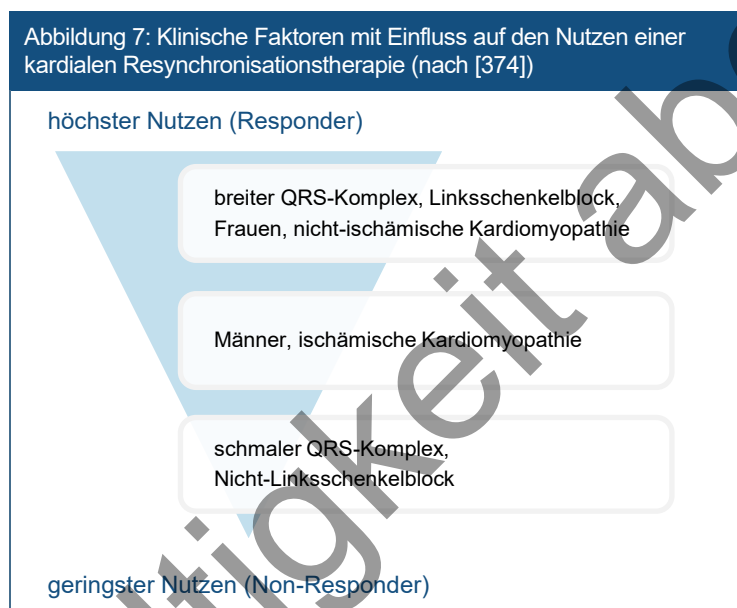 Abbildung 7: Klinische Faktoren mit Einfluss auf den Nutzen einer
kardialen Resynchronisationstherapie (nach [374])
höchster Nutzen (Responder)
breiter QRS-Komplex, Linksschenkelblock,
Frauen, nicht-ischämische Kardiomyopathie
Männer, ischämische Kardiomyopathie
schmaler QRS-Komplex,
Nicht-Linksschenkelblock
geringster Nutzen (Non-Responder)